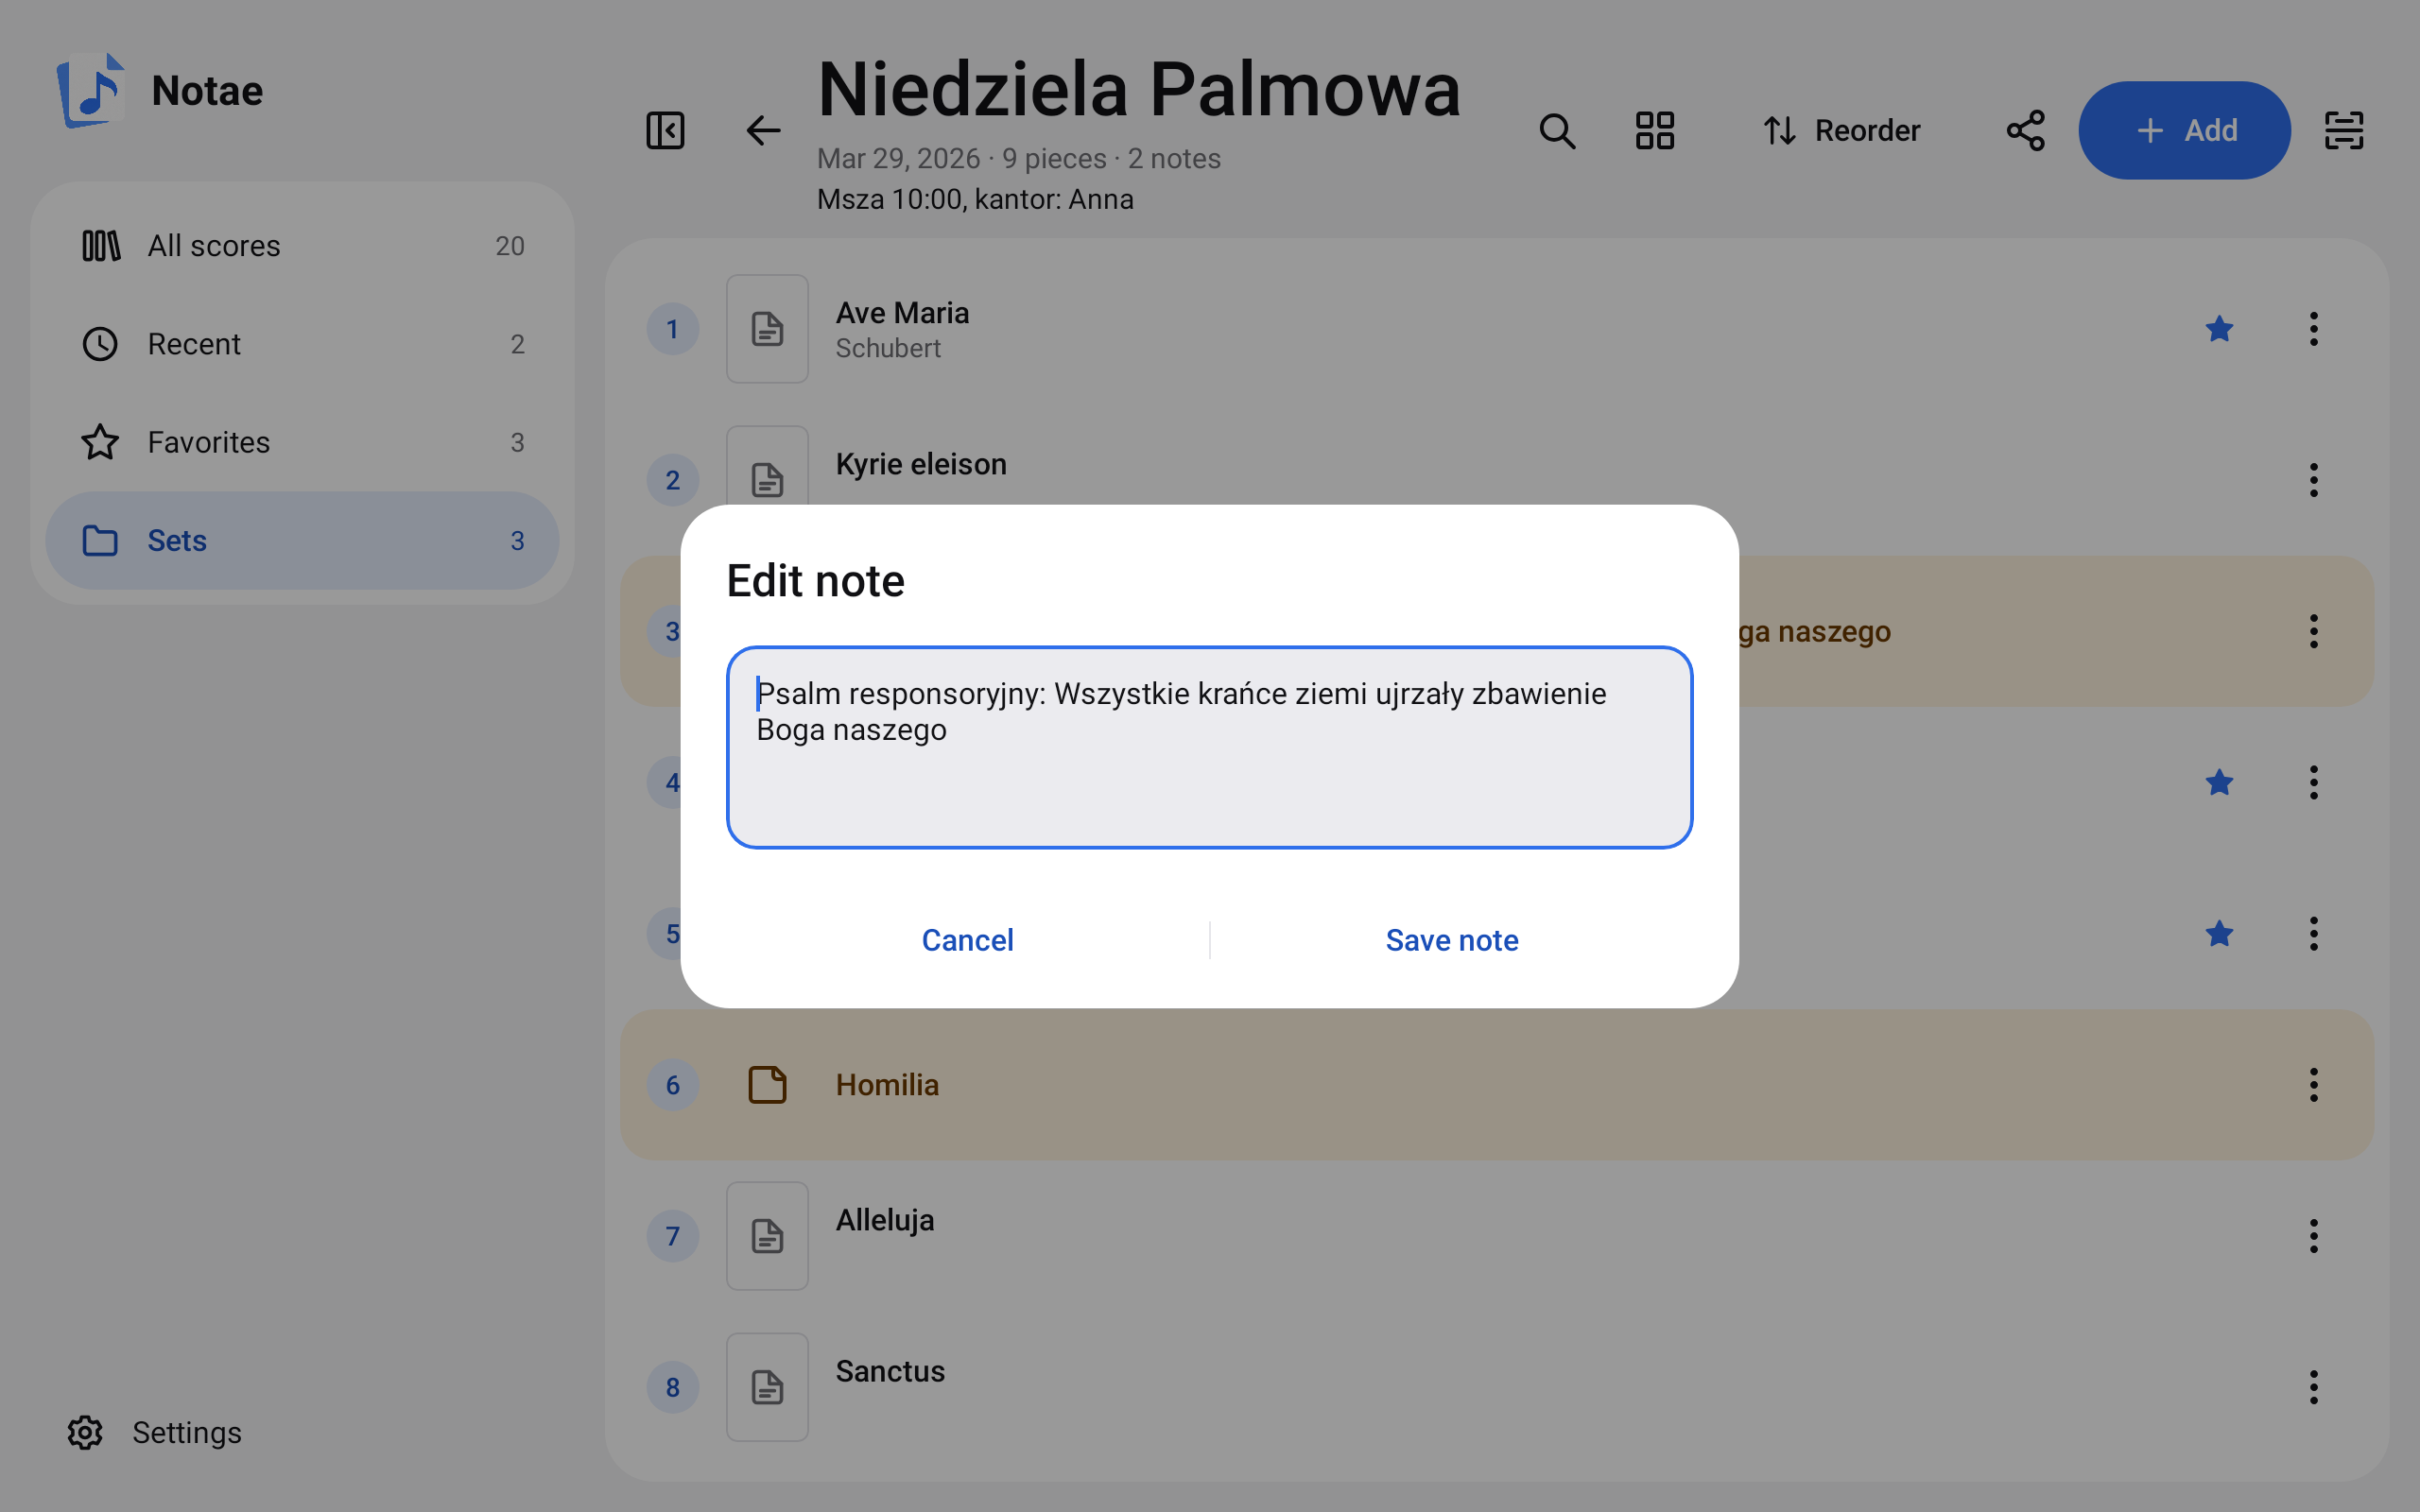 Notae
All scores 20
Recent 2
Favorites 3
Sets 3
Settings
Niedziela Palmowa
Mar 29, 2026 · 9 pieces · 2 notes
Msza 10:00, kantor: Anna
Reorder
Add
1 Ave Maria
Schubert
2 Kyrie eleison
3 ga naszego
4
5
Edit note
Psalm responsoryjny: Wszystkie krańce ziemi ujrzały zbawienie
Boga naszego
Cancel Save note
6 Homilia
7 Alleluja
8 Sanctus